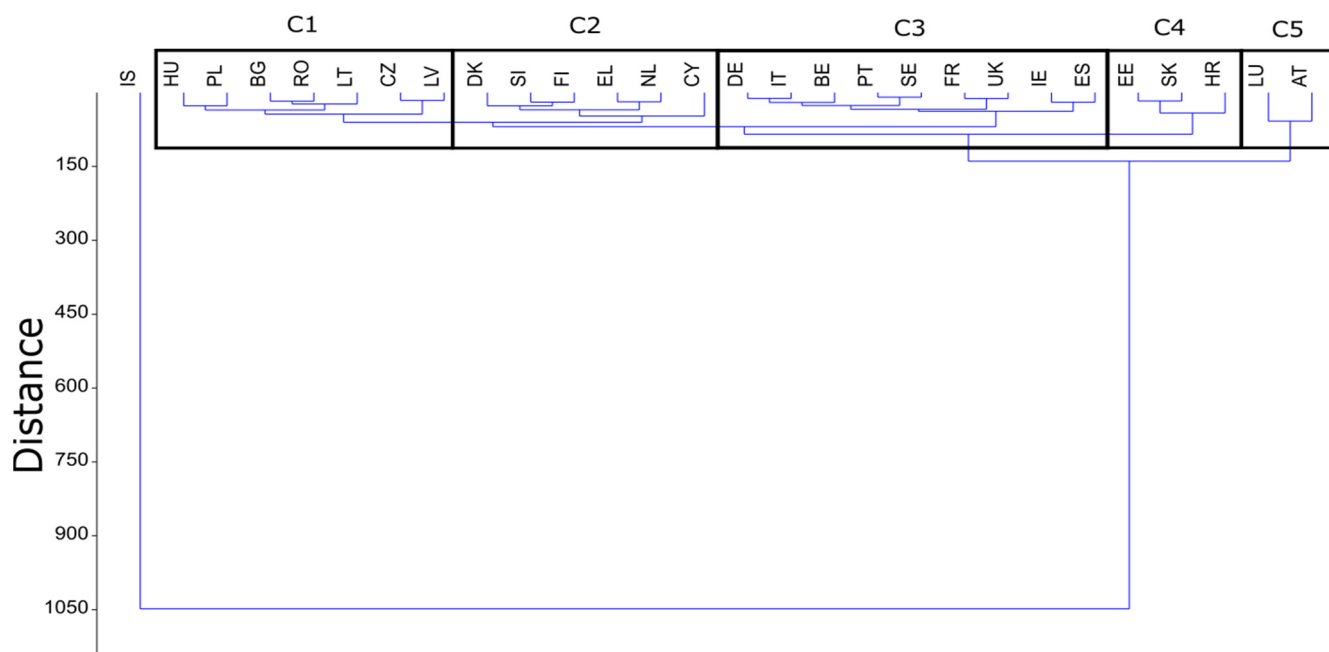 C1 C2 C3 C4 C5
IS HU PL BG RO LT CZ LV DK SI FI EL NL CY DE IT BE PT SE FR UK IE ES EE SK HR LU AT
150
300
450
600
750
900
1050
Distance